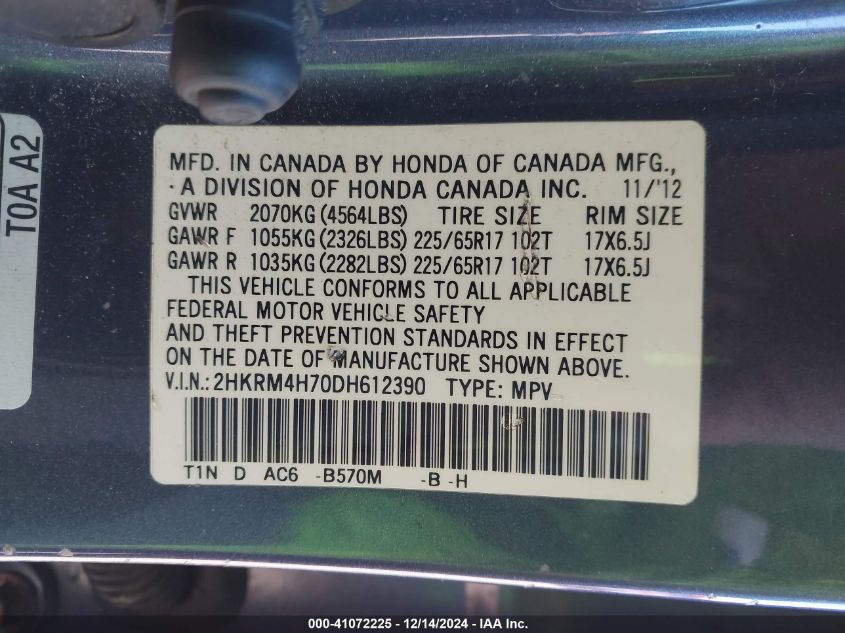 TOA A2
MFD. IN CANADA BY HONDA OF CANADA MFG.,
·A DIVISION OF HONDA CANADA INC. 11/'12
GVWR 2070KG(4564LBS) TIRE SIZE RIM SIZE
GAWR F 1055KG(2326LBS) 225/65R17 102T 17X6.5J
GAWR R 1035KG(2282LBS) 225/65R17 102T 17X6.5J
THIS VEHICLE CONFORMS TO ALL APPLICABLE
FEDERAL MOTOR VEHICLE SAFETY
AND THEFT PREVENTION STANDARDS IN EFFECT
ON THE DATE OF MANUFACTURE SHOWN ABOVE.
V.I.N.:2HKRM4H70DH612390 TYPE: MPV
T1N D AC6 -B570M -B -H
000-41072225 - 12/14/2024 - IAA Inc.